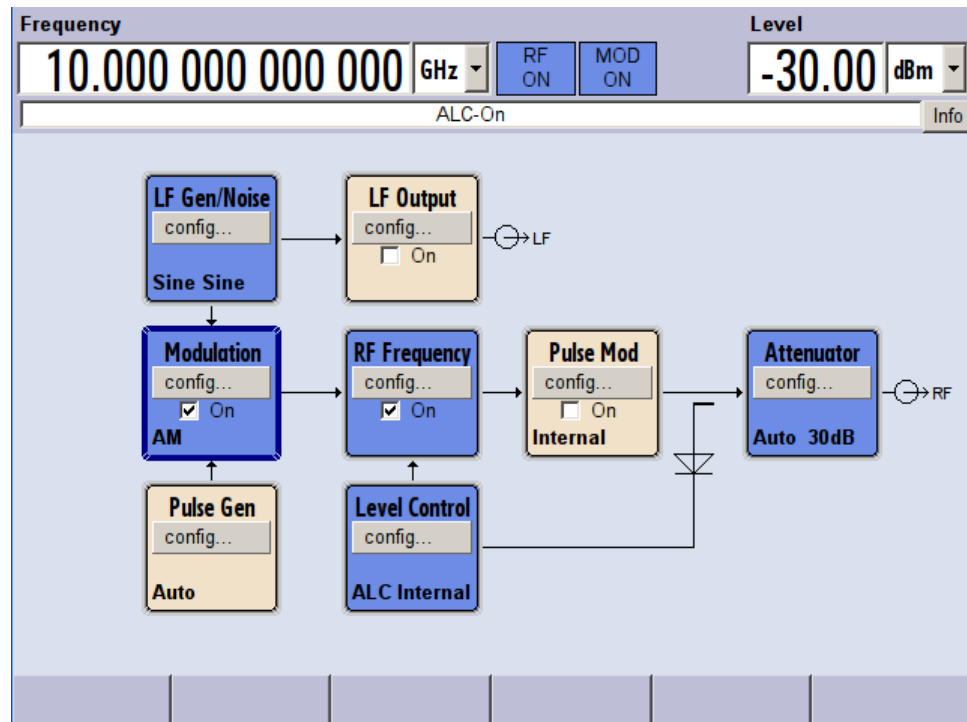 Frequency Level
10.000 000 000 000 GHz RF ON MOD ON -30.00 dBm
ALC-On Info
LF Gen/Noise
config...
Sine Sine
LF Output
config...
On
LF
Modulation
config...
On
AM
RF Frequency
config...
On
Pulse Mod
config...
On
Internal
Attenuator
config...
Auto 30dB
RF
Pulse Gen
config...
Auto
Level Control
config...
ALC Internal